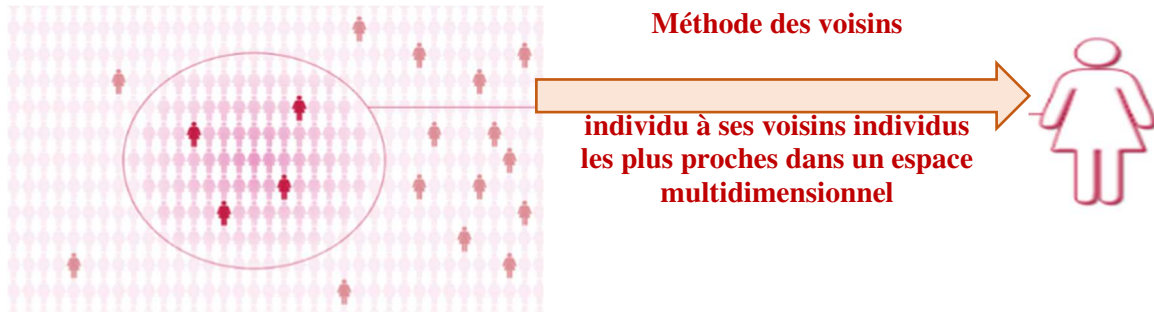 Méthode des voisins
individu à ses voisins individus
les plus proches dans un espace
multidimensionnel